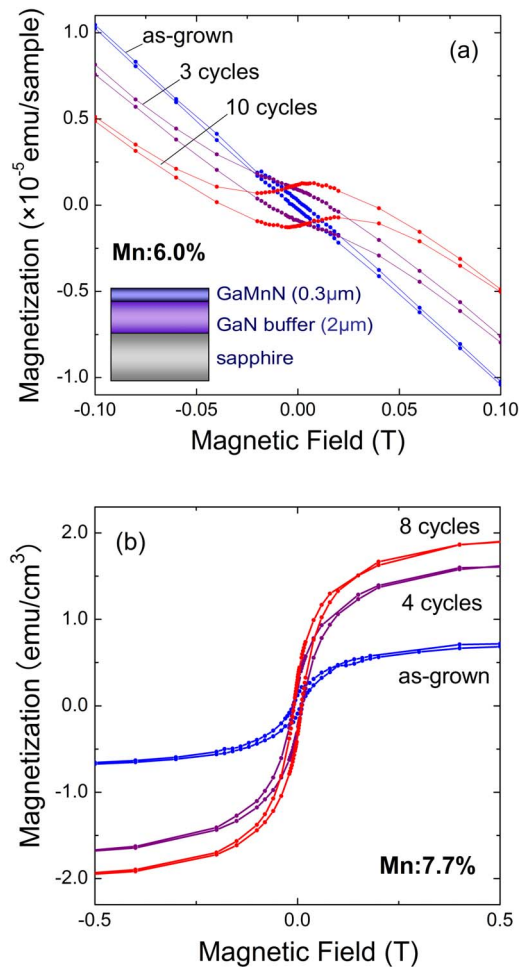 (a)
as-grown
3 cycles
10 cycles
Mn:6.0%
GaMnN (0.3μm)
GaN buffer (2μm)
sapphire
Magnetization (×10⁻⁵ emu/sample)
1.0
0.5
0.0
-0.5
-1.0
-0.10
-0.05
0.00
0.05
0.10
Magnetic Field (T)
(b)
8 cycles
4 cycles
as-grown
Mn:7.7%
Magnetization (emu/cm³)
2.0
1.0
0.0
-1.0
-2.0
-0.5
0.0
0.5
Magnetic Field (T)